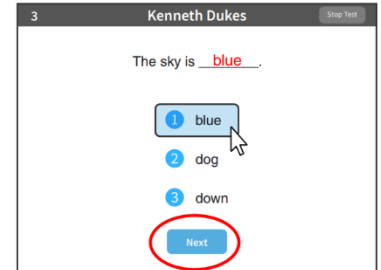 3 Kenneth Dukes Stop Test
The sky is blue.
1 blue
2 dog
3 down
Next